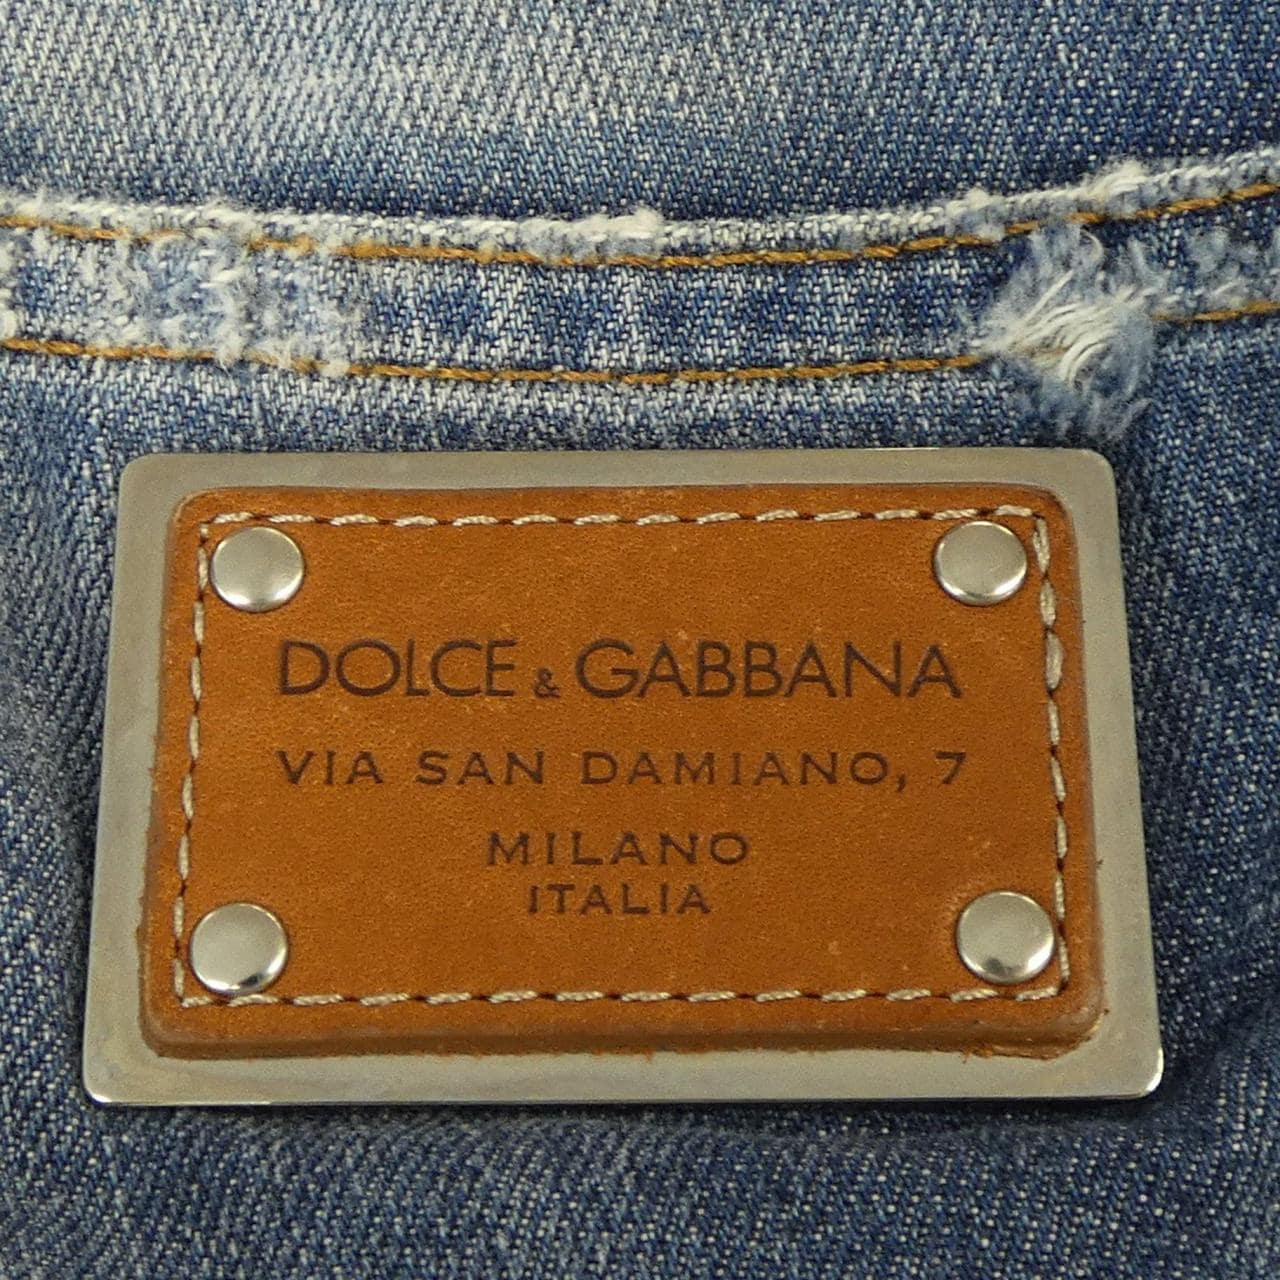 DOLCE & GABBANA
VIA SAN DAMIANO, 7
MILANO
ITALIA